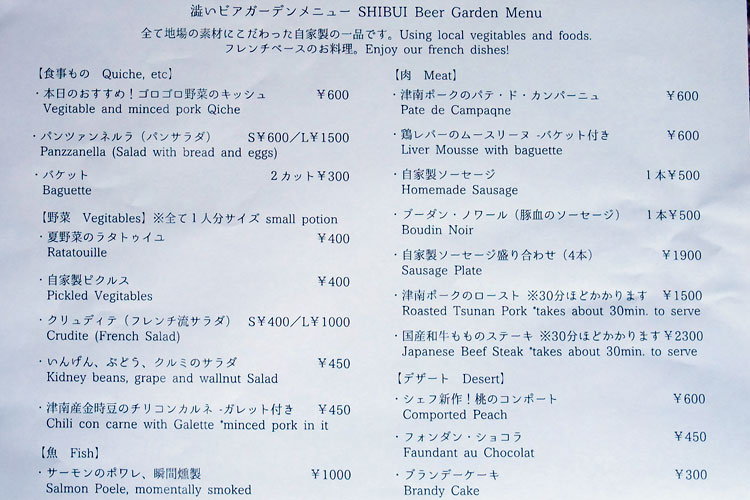 澁いビアガーデンメニュー SHIBUI Beer Garden Menu
全て地場の素材にこだわった自家製の一品です。Using local vegitables and foods.
フレンチベースのお料理。Enjoy our french dishes!
【食事もの Quiche, etc】
・本日のおすすめ！ゴロゴロ野菜のキッシュ ￥600
Vegitable and minced pork Qiche
・パンツァンネルラ（パンサラダ） S￥600／L￥1500
Panzzanella (Salad with bread and eggs)
・バケット 2カット￥300
Baguette
【野菜 Vegitables】※全て１人分サイズ small potion
・夏野菜のラタトゥイユ ￥400
Ratatouille
・自家製ピクルス ￥400
Pickled Vegitables
・クリュディテ（フレンチ流サラダ） S￥400／L￥1000
Crudite (French Salad)
・いんげん、ぶどう、クルミのサラダ ￥450
Kidney beans, grape and wallnut Salad
・津南産金時豆のチリコンカルネ -ガレット付き ￥450
Chili con carne with Galette *minced pork in it
【魚 Fish】
・サーモンのポワレ、瞬間燻製 ￥1000
Salmon Poele, momentally smoked
【肉 Meat】
・津南ポークのパテ・ド・カンパーニュ ￥600
Pate de Campaqne
・鶏レバーのムースリーヌ -バケット付き ￥600
Liver Mousse with baguette
・自家製ソーセージ 1本￥500
Homemade Sausage
・ブーダン・ノワール（豚血のソーセージ） 1本￥500
Boudin Noir
・自家製ソーセージ盛り合わせ（4本） ￥1900
Sausage Plate
・津南ポークのロースト ※30分ほどかかります ￥1500
Roasted Tsunan Pork *takes about 30min. to serve
・国産和牛もものステーキ ※30分ほどかかります￥2300
Japanese Beef Steak *takes about 30min. to serve
【デザート Desert】
・シェフ新作！桃のコンポート ￥600
Comported Peach
・フォンダン・ショコラ ￥450
Faundant au Chocolat
・ブランデーケーキ ￥300
Brandy Cake